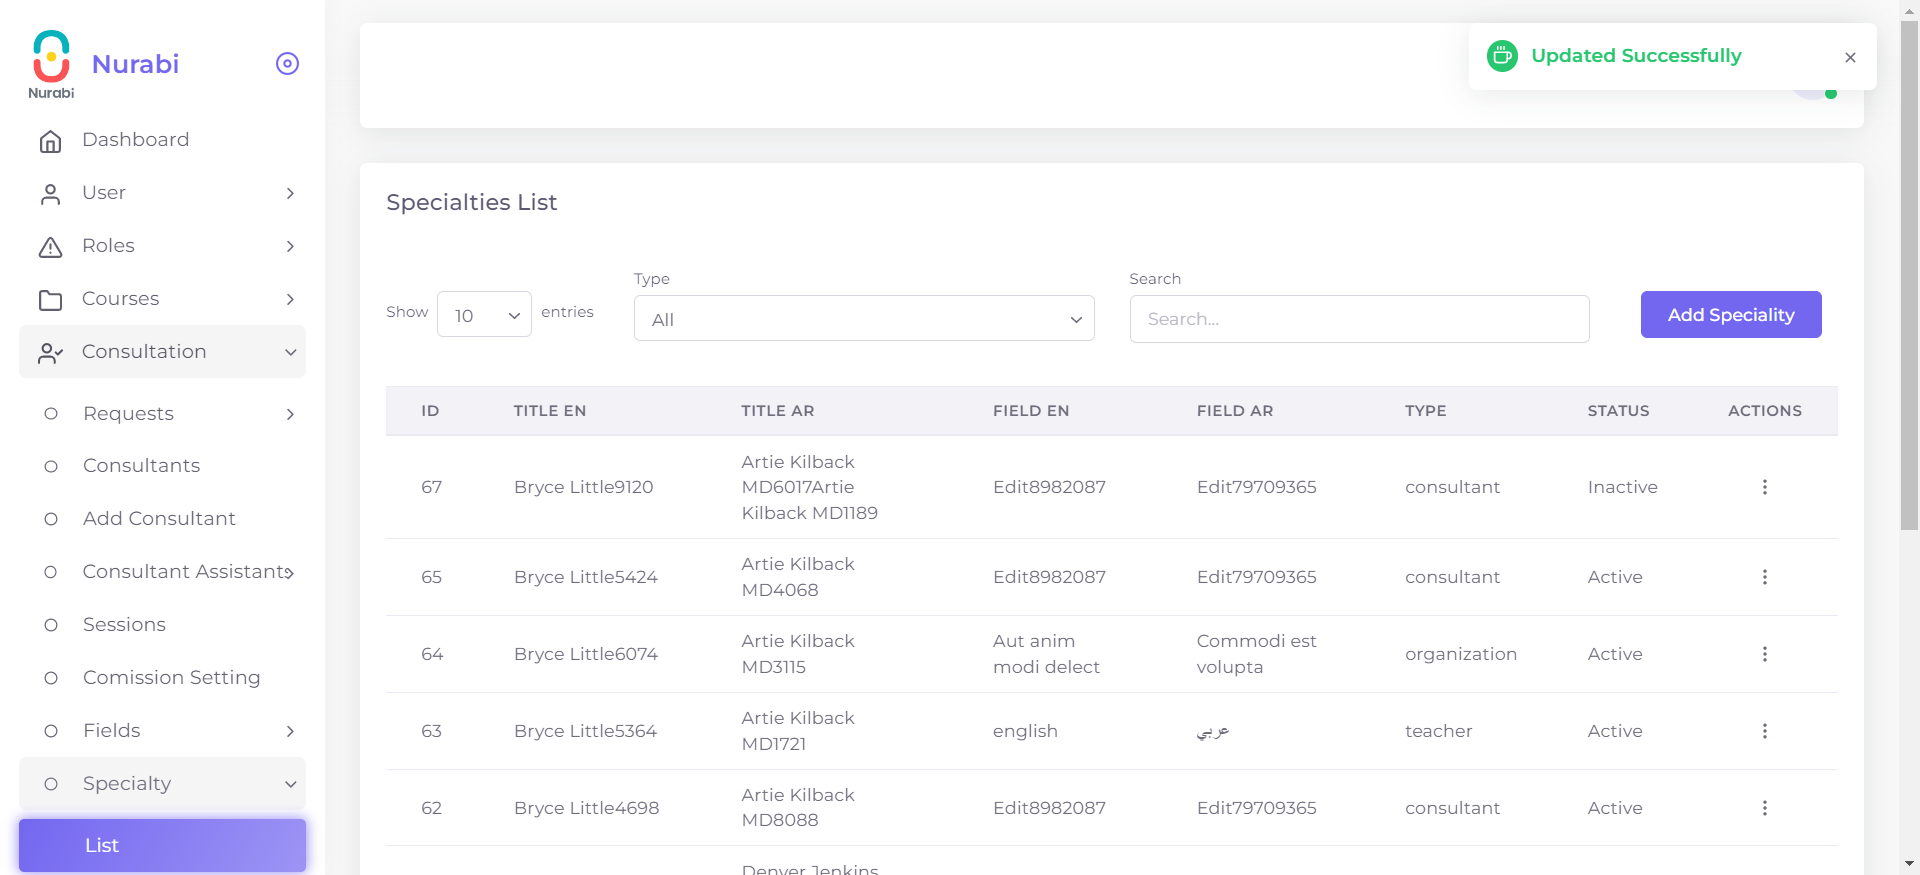 Nurabi
Nurabi
Dashboard
User
Roles
Courses
Consultation
Requests
Consultants
Add Consultant
Consultant Assistant
Sessions
Comission Setting
Fields
Specialty
List
Updated Successfully
Specialties List
Show
10
entries
Type
All
Search
Search...
Add Speciality
ID TITLE EN TITLE AR FIELD EN FIELD AR TYPE STATUS ACTIONS
67 Bryce Little9120 Artie Kilback MD6017Artie Kilback MD1189 Edit8982087 Edit79709365 consultant Inactive
65 Bryce Little5424 Artie Kilback MD4068 Edit8982087 Edit79709365 consultant Active
64 Bryce Little6074 Artie Kilback MD3115 Aut anim modi delect Commodi est volupta organization Active
63 Bryce Little5364 Artie Kilback MD1721 english عربي teacher Active
62 Bryce Little4698 Artie Kilback MD8088 Edit8982087 Edit79709365 consultant Active
Denver Jenkins